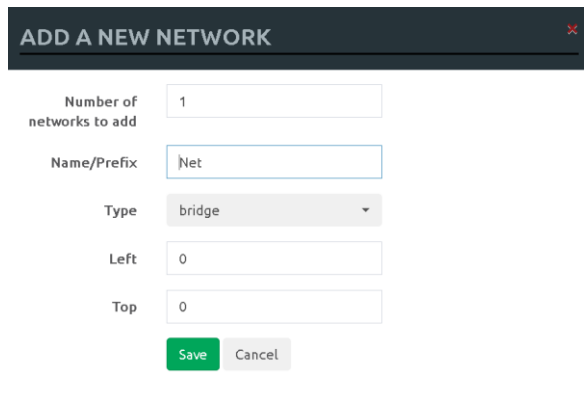 ADD A NEW NETWORK
Number of
networks to add
1
Name/Prefix
Net
Type
bridge
Left
0
Top
0
Save
Cancel